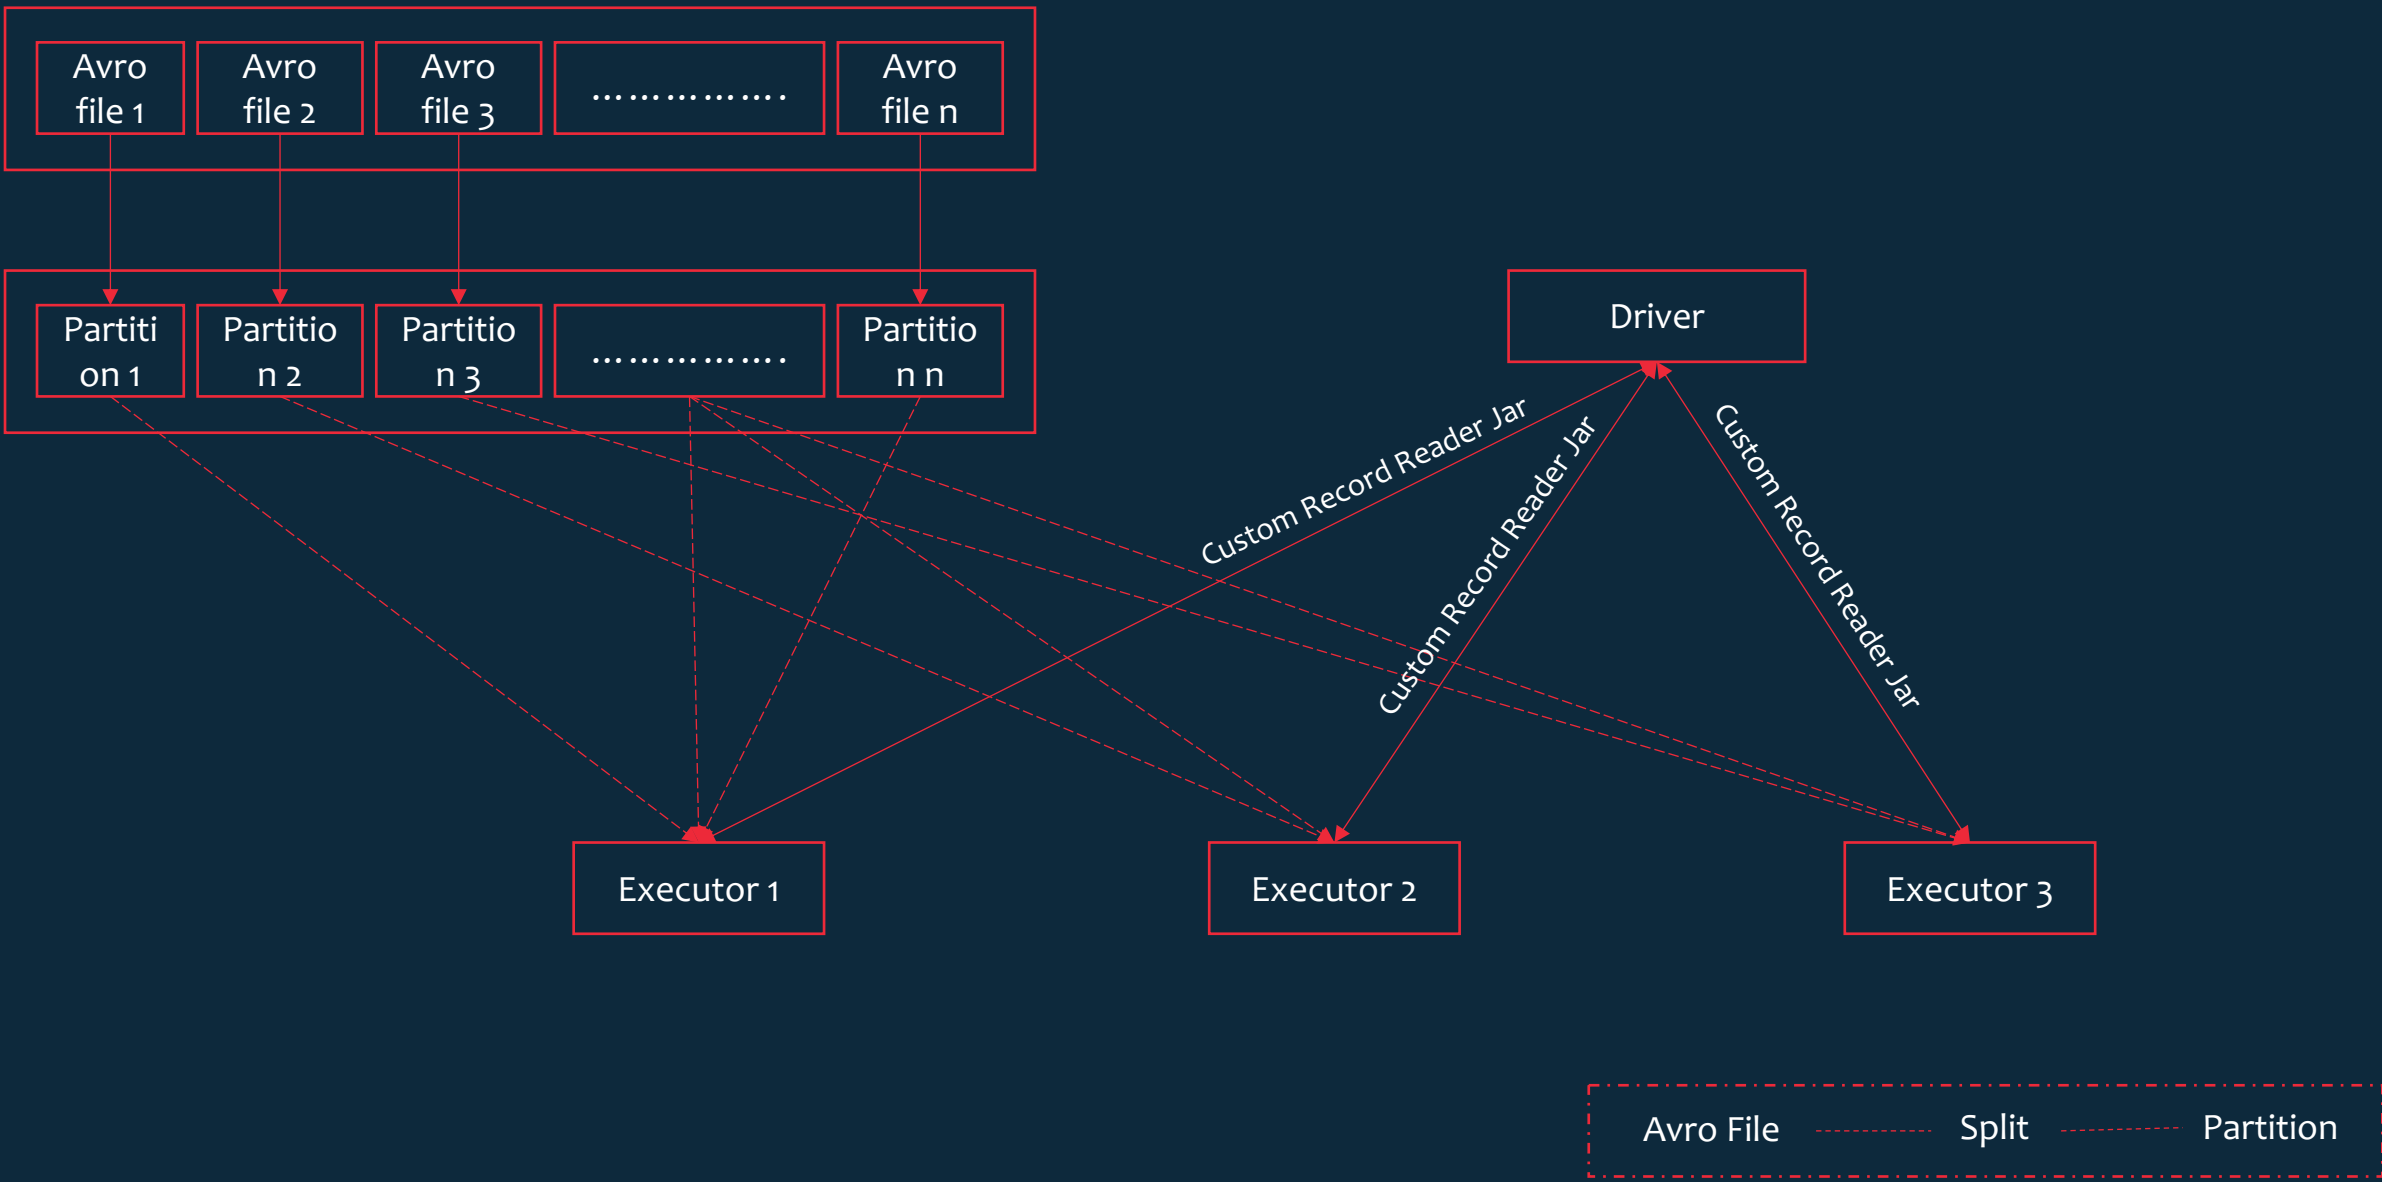 Avro
file 1
Avro
file 2
Avro
file 3
…………….
Avro
file n
Partiti
on 1
Partitio
n 2
Partitio
n 3
…………….
Partitio
n n
Driver
Custom Record Reader Jar
Custom Record Reader Jar
Custom Record Reader Jar
Executor 1
Executor 2
Executor 3
Avro File
Split
Partition